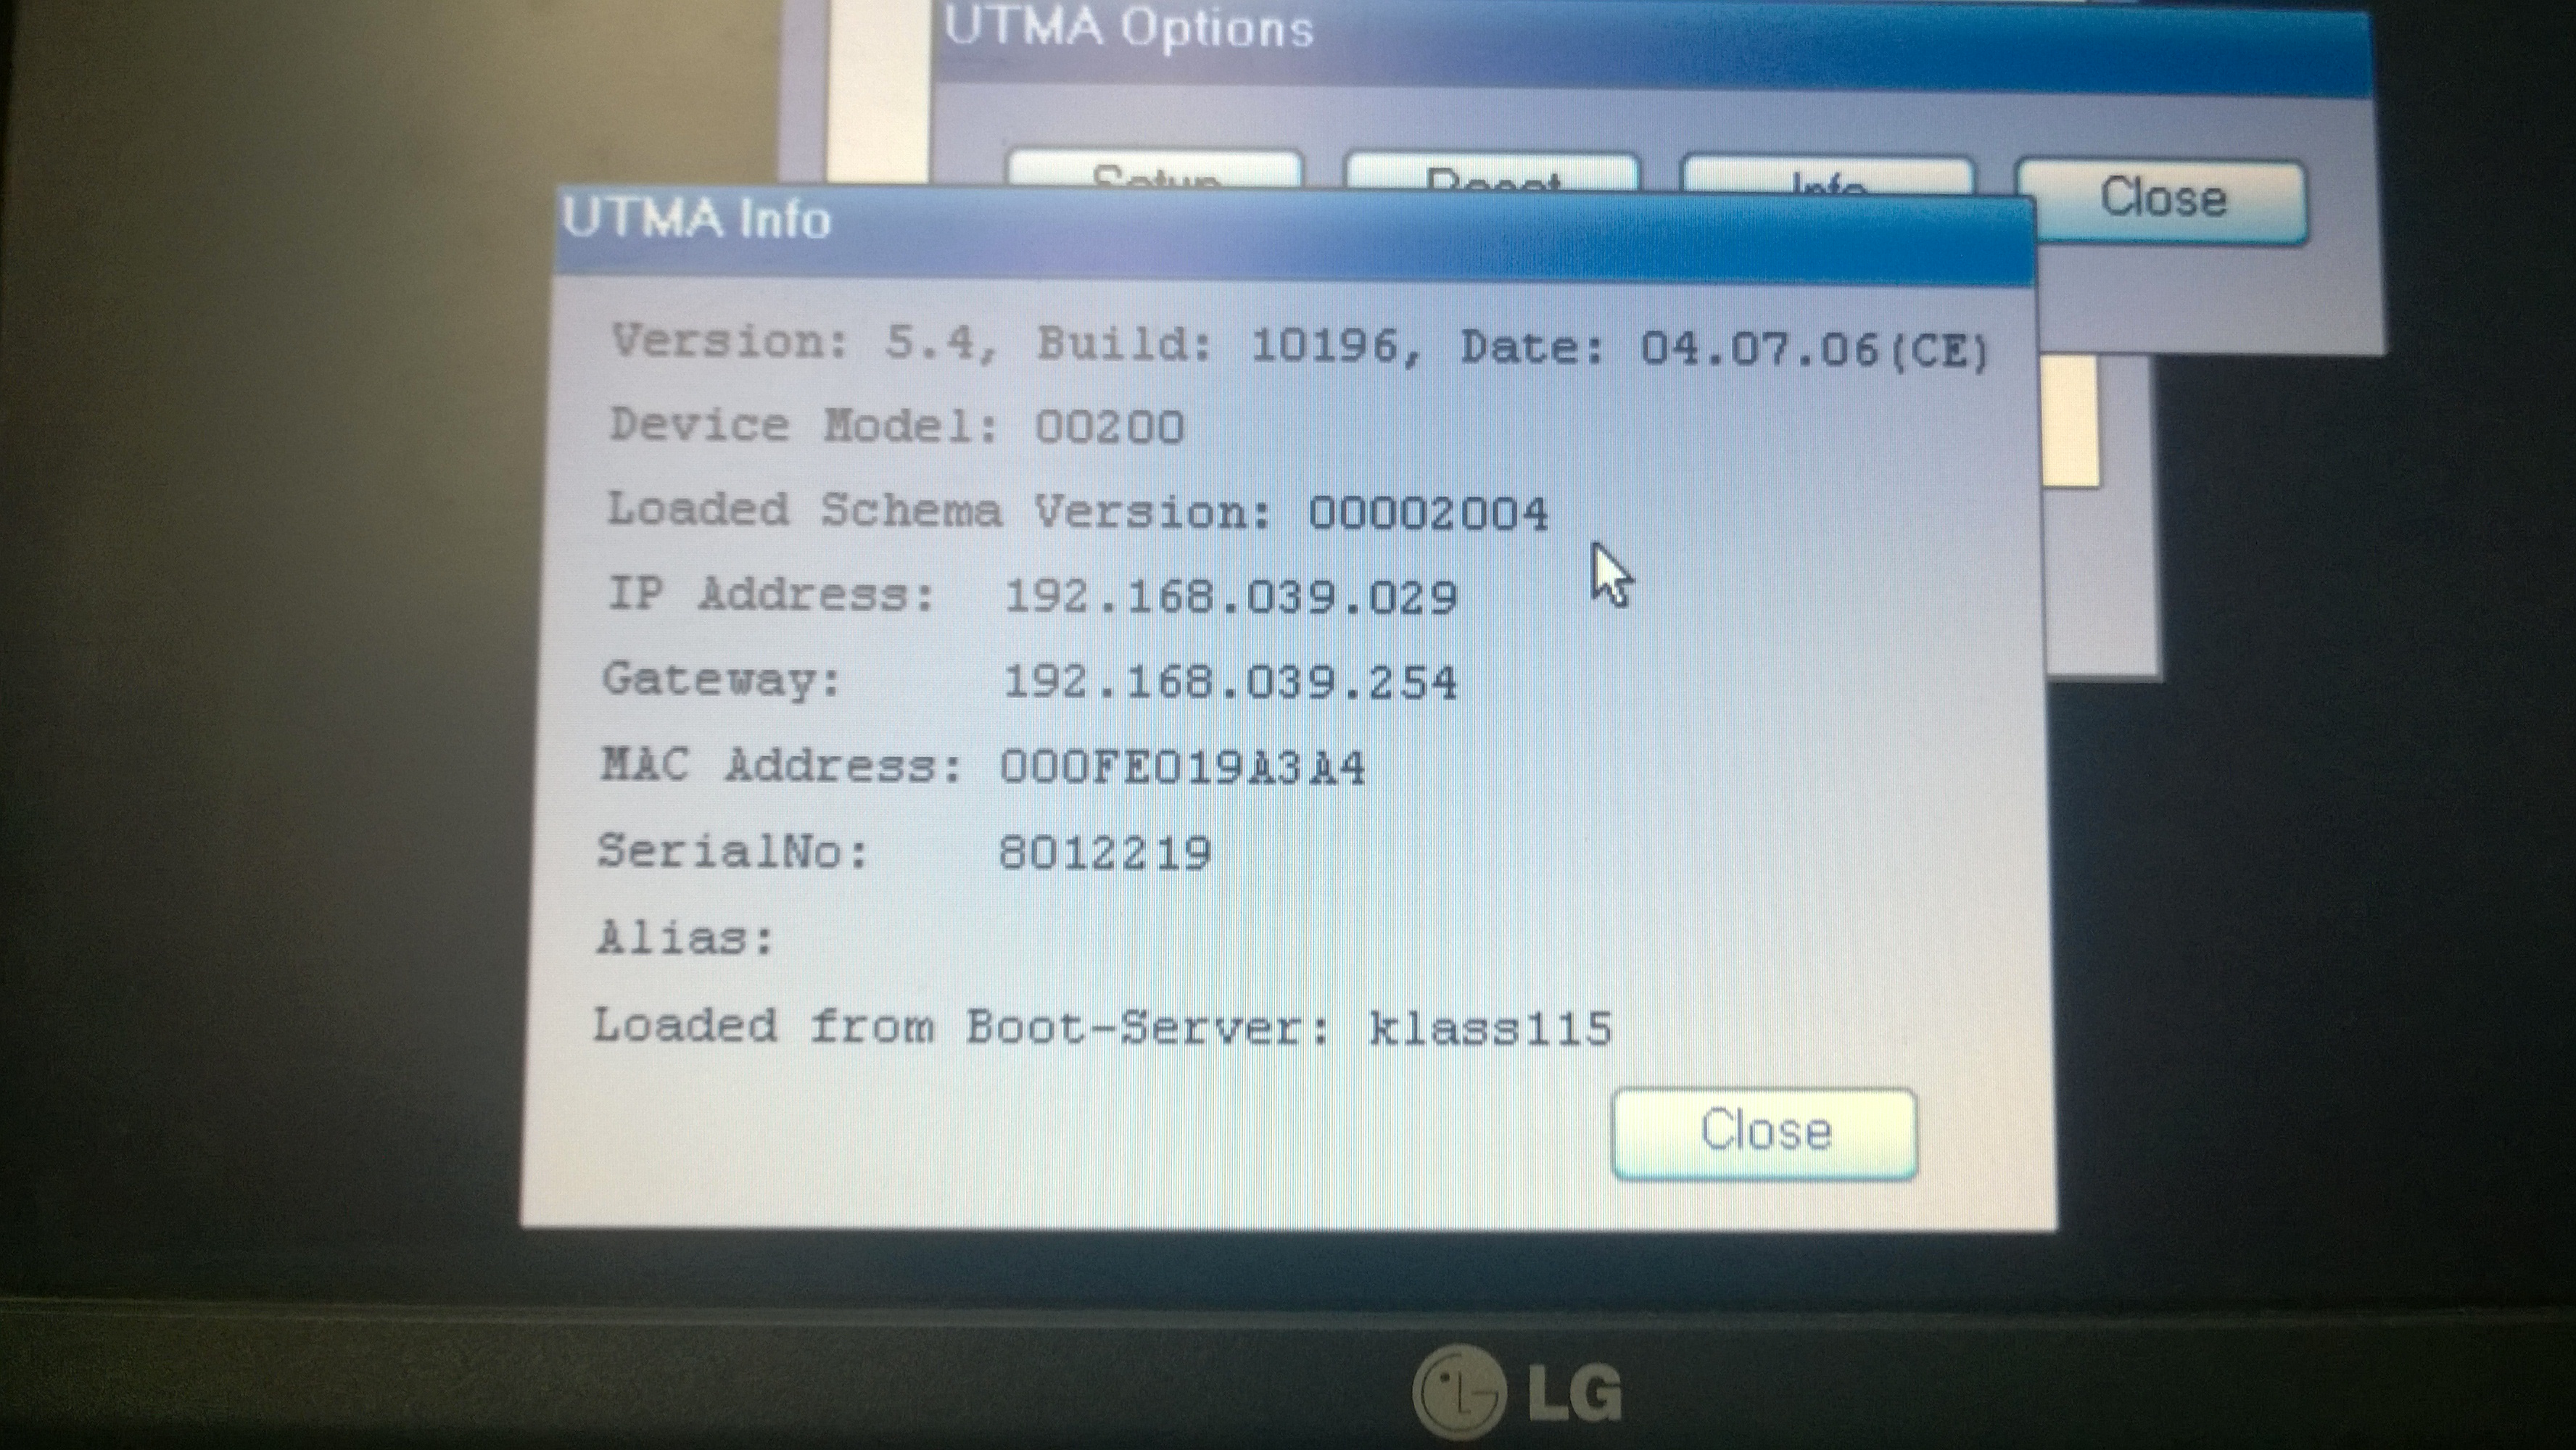 UTMA Options
Setup Reset Info Close
UTMA Info
Version: 5.4, Build: 10196, Date: 04.07.06(CE)
Device Model: 00200
Loaded Schema Version: 00002004
IP Address: 192.168.039.029
Gateway: 192.168.039.254
MAC Address: 000FE019A3A4
SerialNo: 8012219
Alias:
Loaded from Boot-Server: klass115
Close
LG